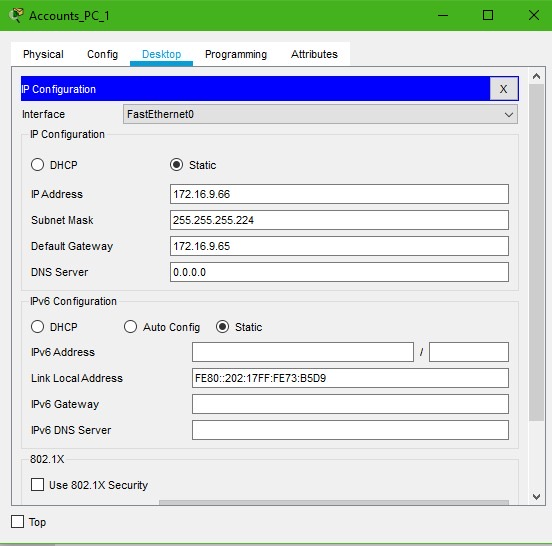 Accounts_PC_1
Physical Config Desktop Programming Attributes
IP Configuration X
Interface FastEthernet0
IP Configuration
DHCP Static
IP Address 172.16.9.66
Subnet Mask 255.255.255.224
Default Gateway 172.16.9.65
DNS Server 0.0.0.0
IPv6 Configuration
DHCP Auto Config Static
IPv6 Address /
Link Local Address FE80::202:17FF:FE73:B5D9
IPv6 Gateway
IPv6 DNS Server
802.1X
Use 802.1X Security
Top